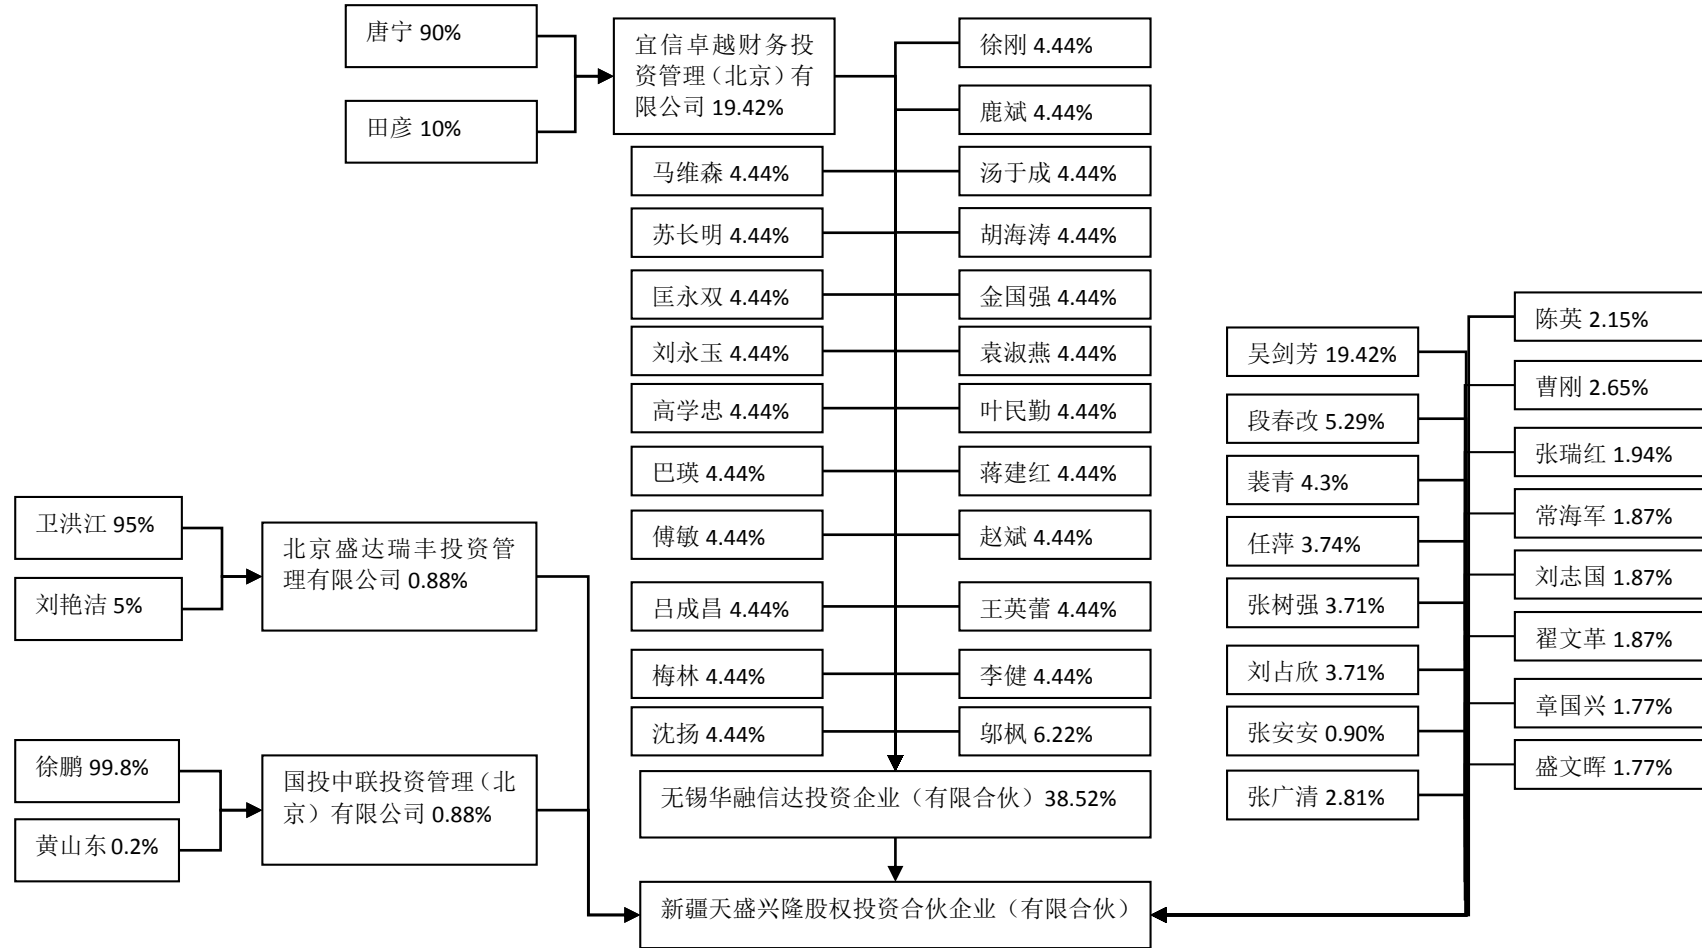 唐宁 90%
田彦 10%
宜信卓越财务投
资管理（北京）有
限公司 19.42%
徐刚 4.44%
鹿斌 4.44%
马维森 4.44%
汤于成 4.44%
苏长明 4.44%
胡海涛 4.44%
匡永双 4.44%
金国强 4.44%
刘永玉 4.44%
袁淑燕 4.44%
高学忠 4.44%
叶民勤 4.44%
巴瑛 4.44%
蒋建红 4.44%
傅敏 4.44%
赵斌 4.44%
吕成昌 4.44%
王英蕾 4.44%
梅林 4.44%
李健 4.44%
沈扬 4.44%
邬枫 6.22%
无锡华融信达投资企业（有限合伙）38.52%
卫洪江 95%
刘艳洁 5%
北京盛达瑞丰投资管
理有限公司 0.88%
徐鹏 99.8%
黄山东 0.2%
国投中联投资管理（北
京）有限公司 0.88%
吴剑芳 19.42%
段春改 5.29%
裴青 4.3%
任萍 3.74%
张树强 3.71%
刘占欣 3.71%
张安安 0.90%
张广清 2.81%
陈英 2.15%
曹刚 2.65%
张瑞红 1.94%
常海军 1.87%
刘志国 1.87%
翟文革 1.87%
章国兴 1.77%
盛文晖 1.77%
新疆天盛兴隆股权投资合伙企业（有限合伙）